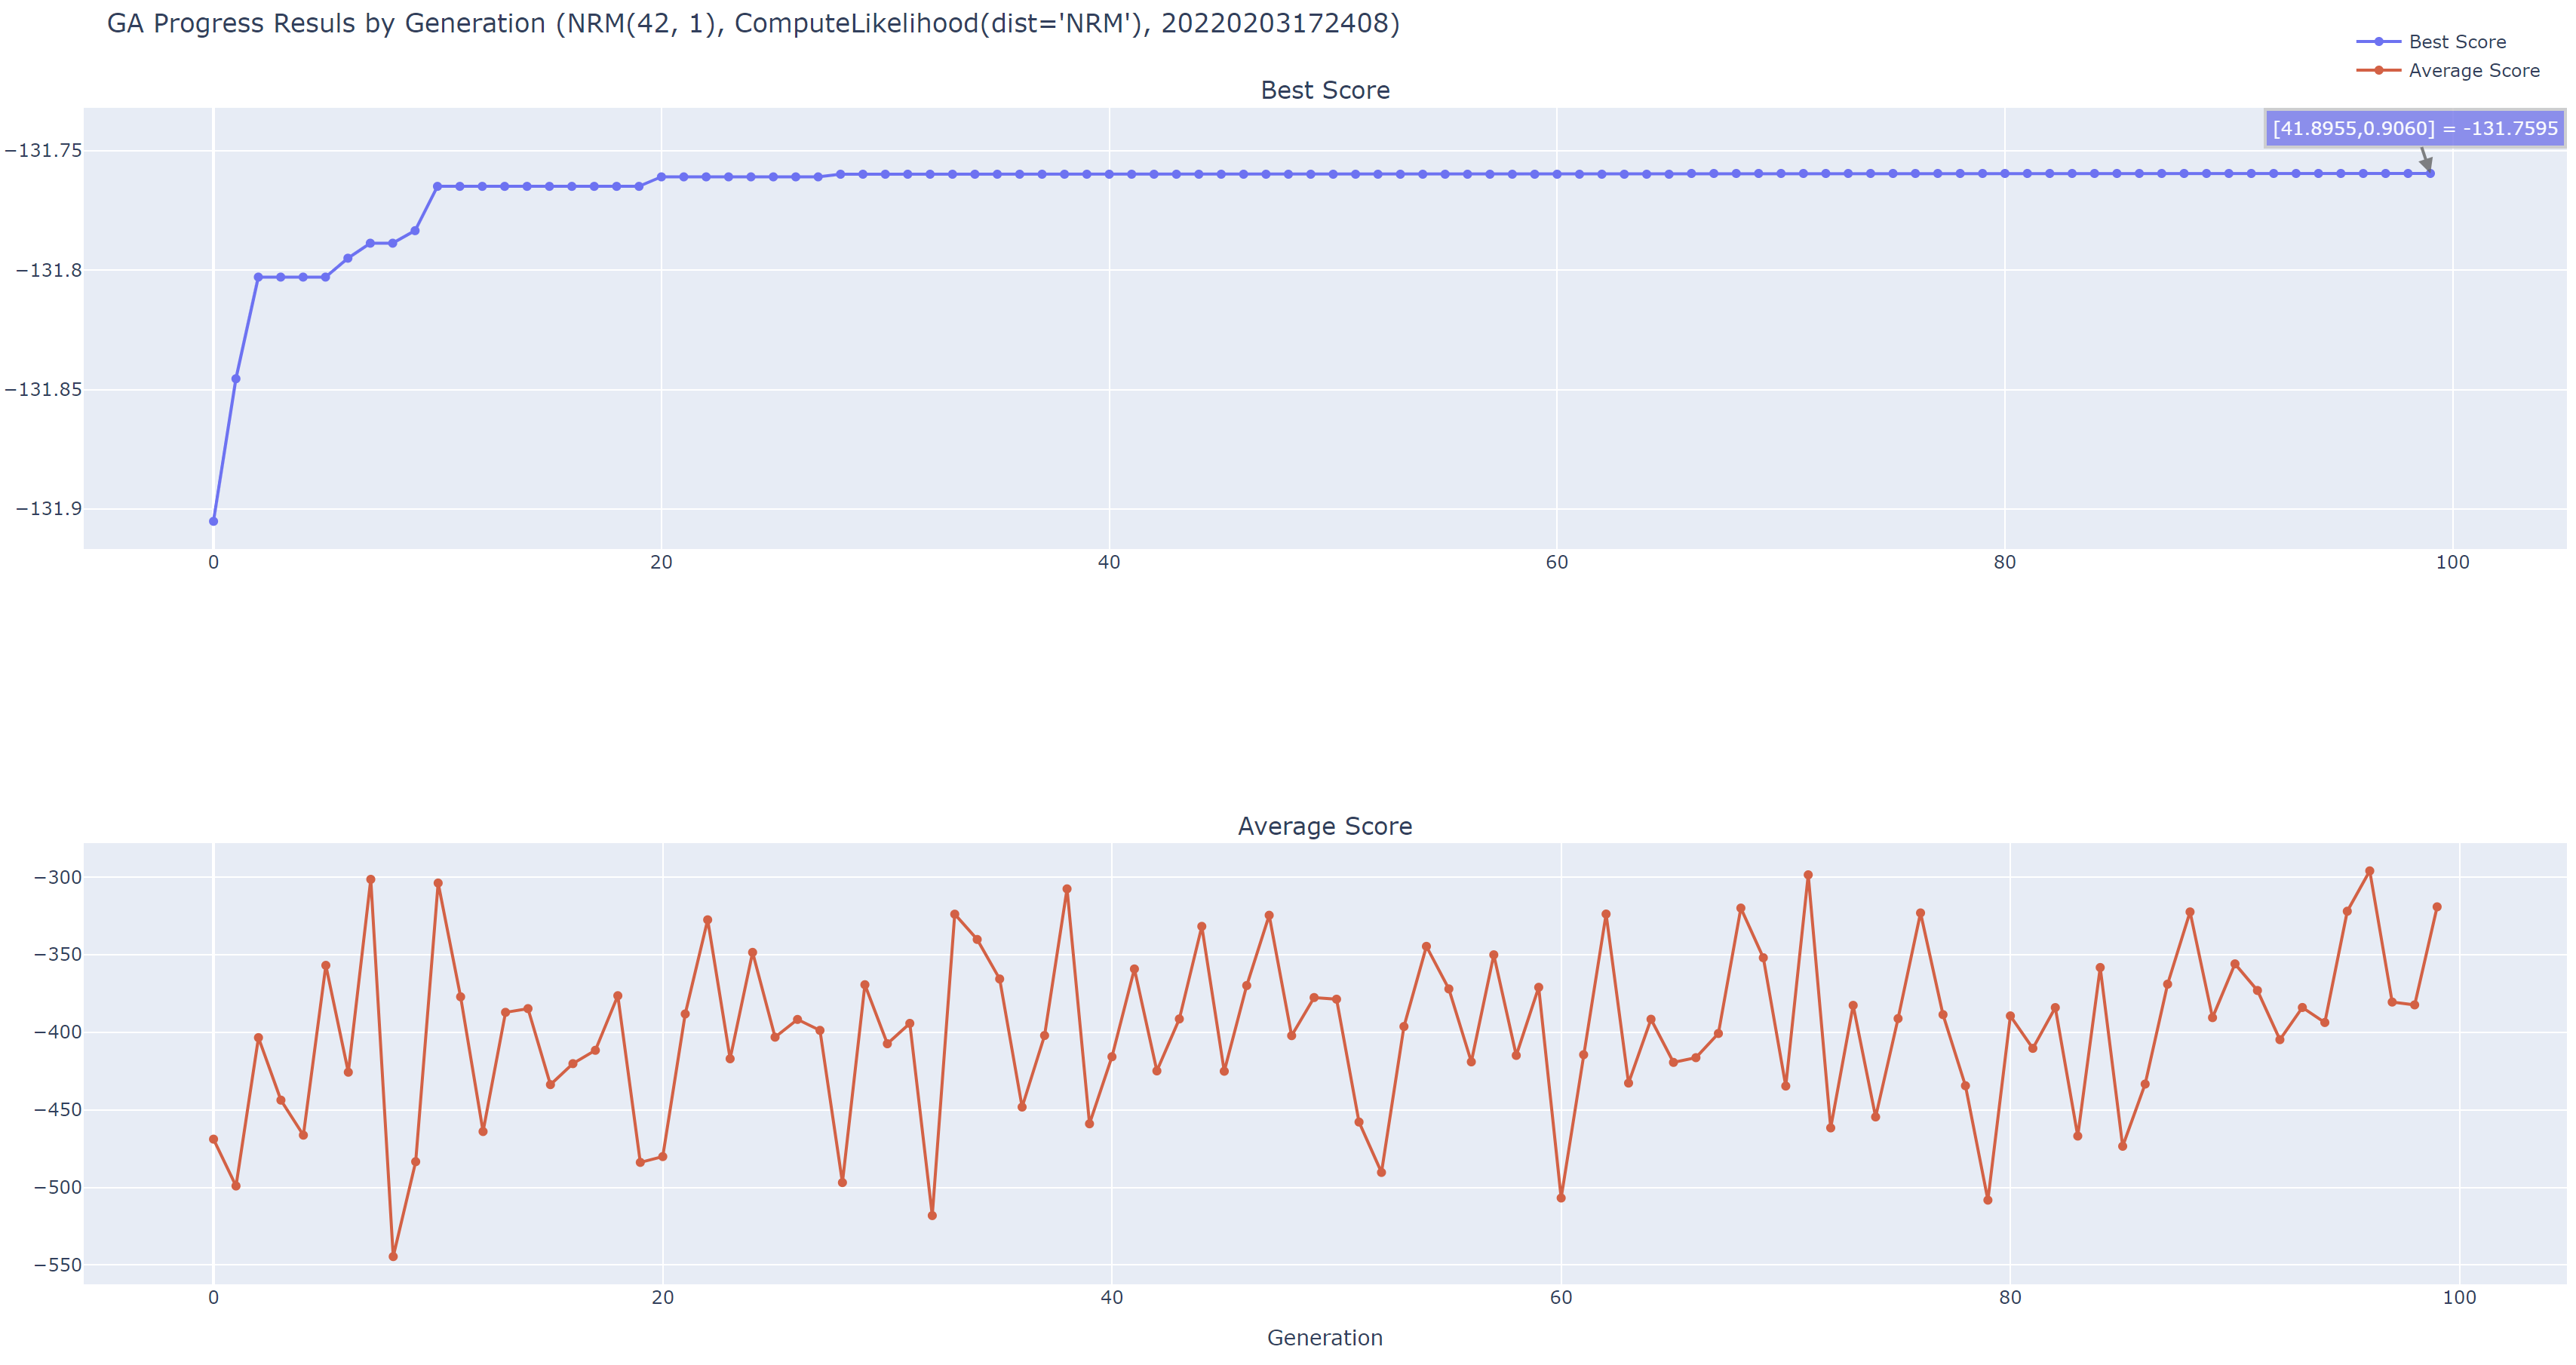 GA Progress Resuls by Generation (NRM(42, 1), ComputeLikelihood(dist='NRM'), 20220203172408)
Best Score
Average Score
Best Score
[41.8955,0.9060] = -131.7595
−131.75
−131.8
−131.85
−131.9
0 20 40 60 80 100
Average Score
−300
−350
−400
−450
−500
−550
0 20 40 60 80 100
Generation